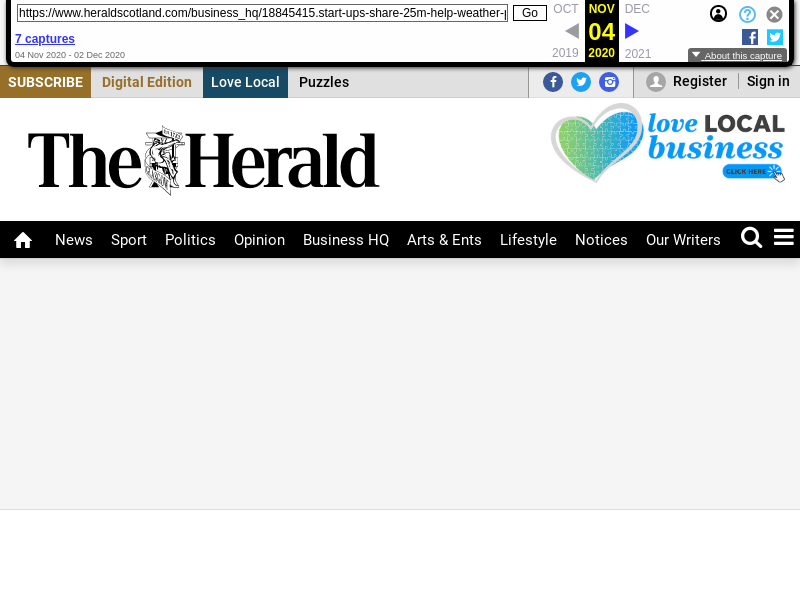 https://www.heraldscotland.com/business_hq/18845415.start-ups-share-25m-help-weather-p
Go
OCT NOV DEC
04
2019 2020 2021
7 captures
04 Nov 2020 - 02 Dec 2020
About this capture
SUBSCRIBE Digital Edition Love Local Puzzles Register Sign in
The Herald
love LOCAL
business
CLICK HERE
News Sport Politics Opinion Business HQ Arts & Ents Lifestyle Notices Our Writers